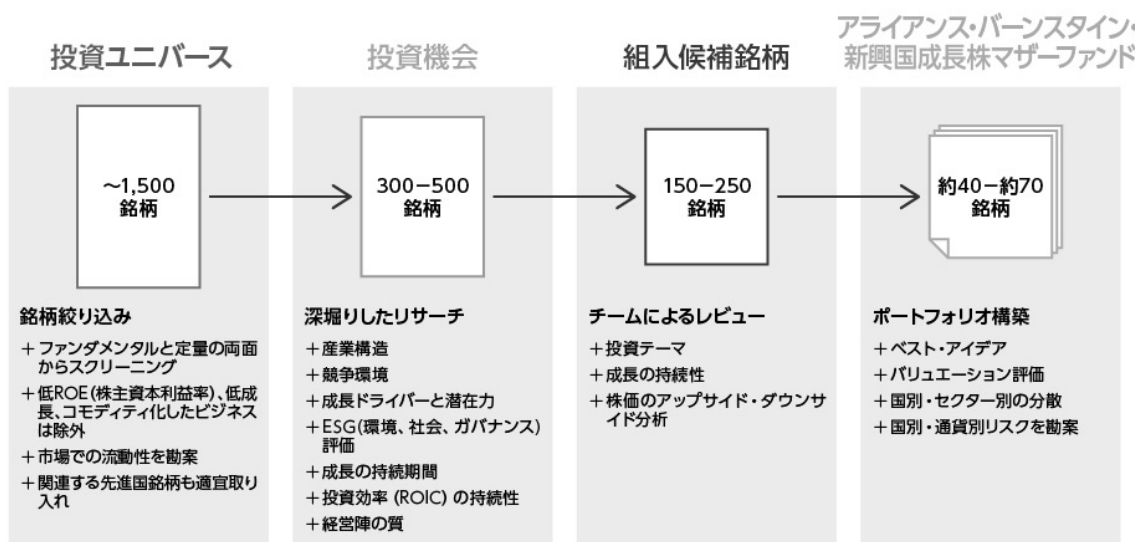 投資ユニバース
~1,500
銘柄
銘柄絞り込み
+ファンダメンタルと定量の両面
からスクリーニング
+低ROE(株主資本利益率)、低成
長、コモディティ化したビジネス
は除外
+市場での流動性を勘案
+関連する先進国銘柄も適宜取り
入れ
投資機会
300-500
銘柄
深堀りしたリサーチ
+産業構造
+競争環境
+成長ドライバーと潜在力
+ESG(環境、社会、ガバナンス)
評価
+成長の持続期間
+投資効率 (ROIC) の持続性
+経営陣の質
組入候補銘柄
150-250
銘柄
チームによるレビュー
+投資テーマ
+成長の持続性
+株価のアップサイド・ダウンサ
イド分析
アライアンス・バーンスタイン・
新興国成長株マザーファンド
約40-約70
銘柄
ポートフォリオ構築
+ベスト・アイデア
+バリュエーション評価
+国別・セクター別の分散
+国別・通貨別リスクを勘案